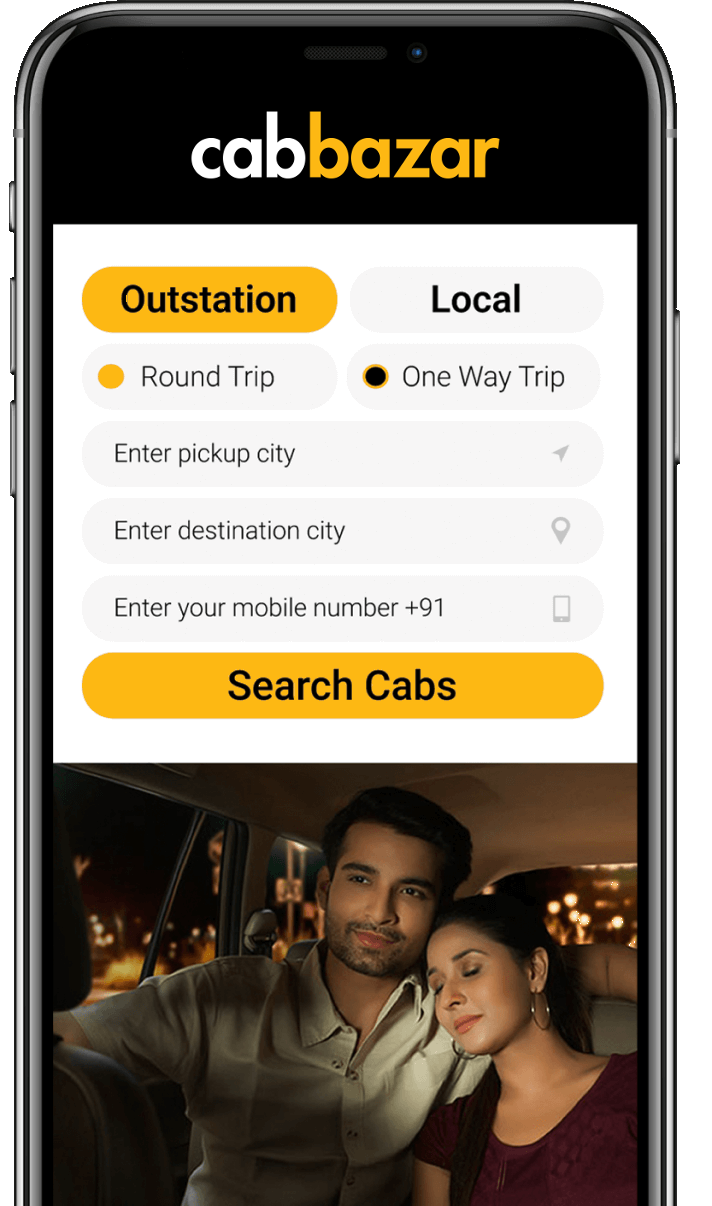 cabbazar
Outstation
Local
Round Trip
One Way Trip
Enter pickup city
Enter destination city
Enter your mobile number +91
Search Cabs